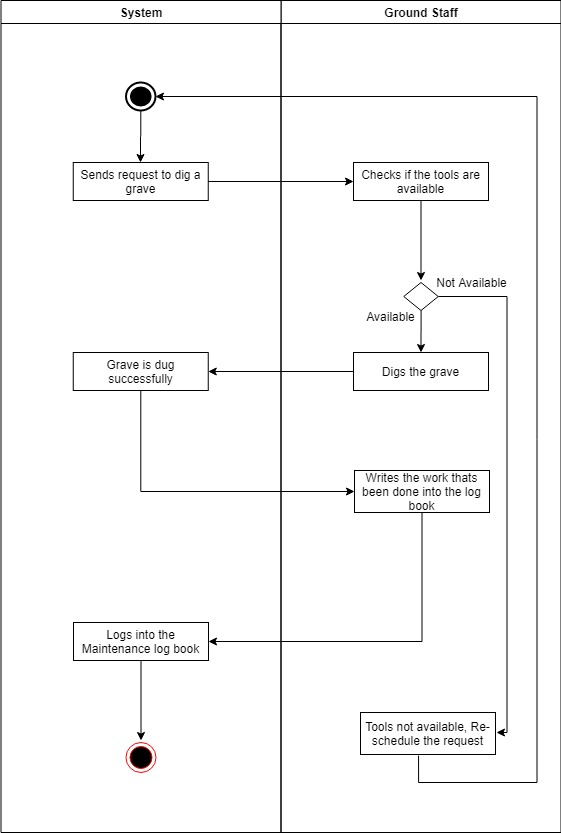 System
Ground Staff
Sends request to dig a
grave
Checks if the tools are
available
Not Available
Available
Grave is dug
successfully
Digs the grave
Writes the work thats
been done into the log
book
Logs into the
Maintenance log book
Tools not available, Re-
schedule the request